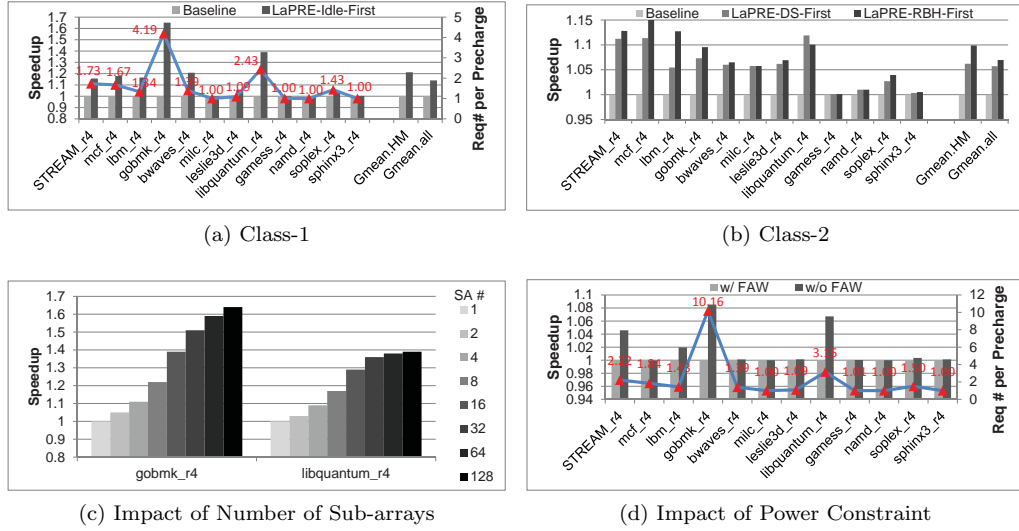 Baseline LaPRE-Idle-First
Speedup
1.7
1.6
1.5
1.4
1.3
1.2
1.1
1
0.9
0.8
5
4
3
2
1
0
Req# per Precharge
1.73
1.67
1.34
4.19
1.39
1.00
1.09
2.43
1.00
1.00
1.43
1.00
STREAM_r4
mcf_r4
lbm_r4
gobmk_r4
bwaves_r4
milc_r4
leslie3d_r4
libquantum_r4
gamess_r4
namd_r4
soplex_r4
sphinx3_r4
Gmean.HM
Gmean.all
(a) Class-1
Baseline LaPRE-DS-First LaPRE-RBH-First
Speedup
1.15
1.1
1.05
1
0.95
STREAM_r4
mcf_r4
lbm_r4
gobmk_r4
bwaves_r4
milc_r4
leslie3d_r4
libquantum_r4
gamess_r4
namd_r4
soplex_r4
sphinx3_r4
Gmean.HM
Gmean.all
(b) Class-2
Speedup
1.7
1.6
1.5
1.4
1.3
1.2
1.1
1
0.9
0.8
gobmk_r4
libquantum_r4
SA #
1
2
4
8
16
32
64
128
(c) Impact of Number of Sub-arrays
w/ FAW w/o FAW
Speedup
1.1
1.08
1.06
1.04
1.02
1
0.98
0.96
0.94
12
10
8
6
4
2
0
Req # per Precharge
2.22
1.84
1.43
10.16
1.39
1.00
1.09
1.01
1.00
1.50
1.00
STREAM_r4
mcf_r4
lbm_r4
gobmk_r4
bwaves_r4
milc_r4
leslie3d_r4
libquantum_r4
gamess_r4
namd_r4
soplex_r4
sphinx3_r4
(d) Impact of Power Constraint